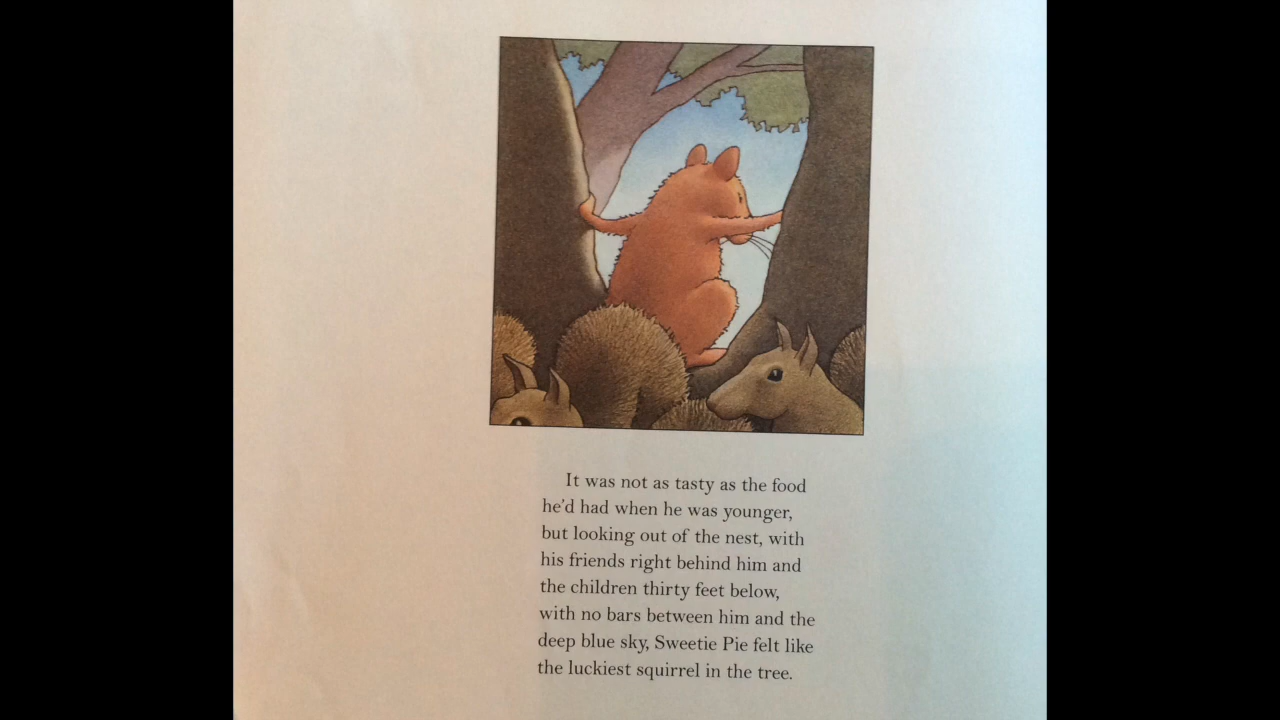 It was not as tasty as the food
he'd had when he was younger,
but looking out of the nest, with
his friends right behind him and
the children thirty feet below,
with no bars between him and the
deep blue sky, Sweetie Pie felt like
the luckiest squirrel in the tree.